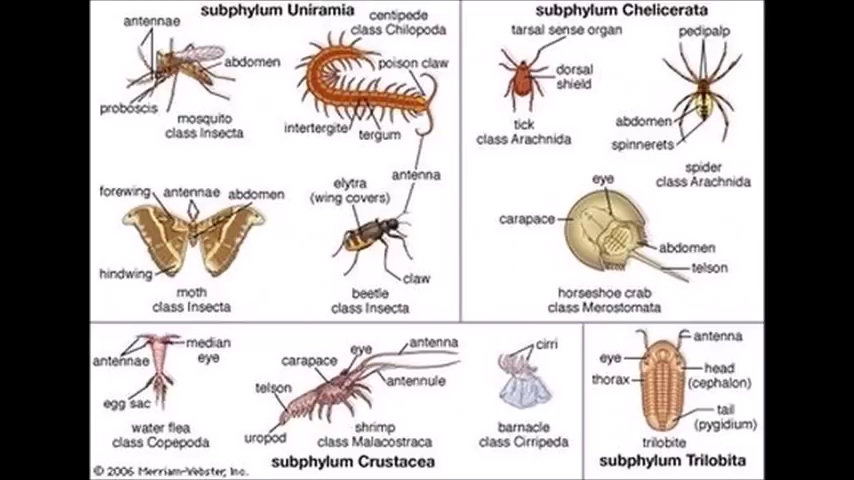 subphylum Uniramia
antennae
abdomen
proboscis
mosquito
class Insecta
centipede
class Chilopoda
poison claw
intertergite
tergum
antenna
forewing
antennae
abdomen
hindwing
moth
class Insecta
elytra
(wing covers)
claw
beetle
class Insecta
subphylum Chelicerata
tarsal sense organ
dorsal
shield
tick
class Arachnida
pedipalp
abdomen
spinnerets
spider
class Arachnida
eye
carapace
abdomen
telson
horseshoe crab
class Merostomata
antennae
median
eye
egg sac
water flea
class Copepoda
antenna
eye
carapace
antennule
telson
uropod
shrimp
class Malacostraca
cirri
barnacle
class Cirripeda
subphylum Crustacea
antenna
eye
head
(cephalon)
thorax
tail
(pygidium)
trilobite
subphylum Trilobita
© 2006 Merriam-Webster, Inc.